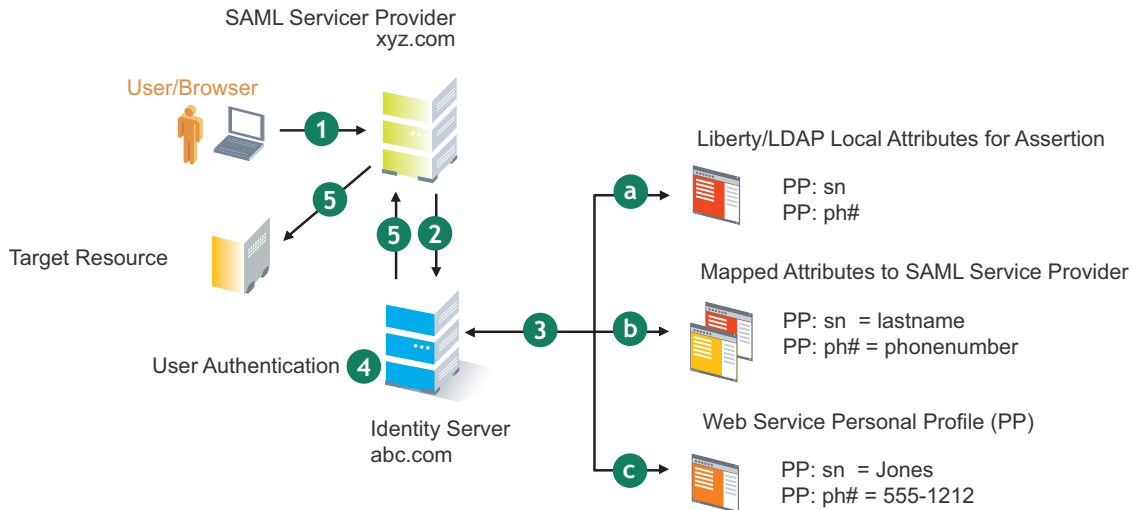 SAML Servicer Provider
xyz.com
User/Browser
1
5
5
2
Target Resource
User Authentication
4
Identity Server
abc.com
3
a
Liberty/LDAP Local Attributes for Assertion
PP: sn
PP: ph#
b
Mapped Attributes to SAML Service Provider
PP: sn = lastname
PP: ph# = phonenumber
c
Web Service Personal Profile (PP)
PP: sn = Jones
PP: ph# = 555-1212